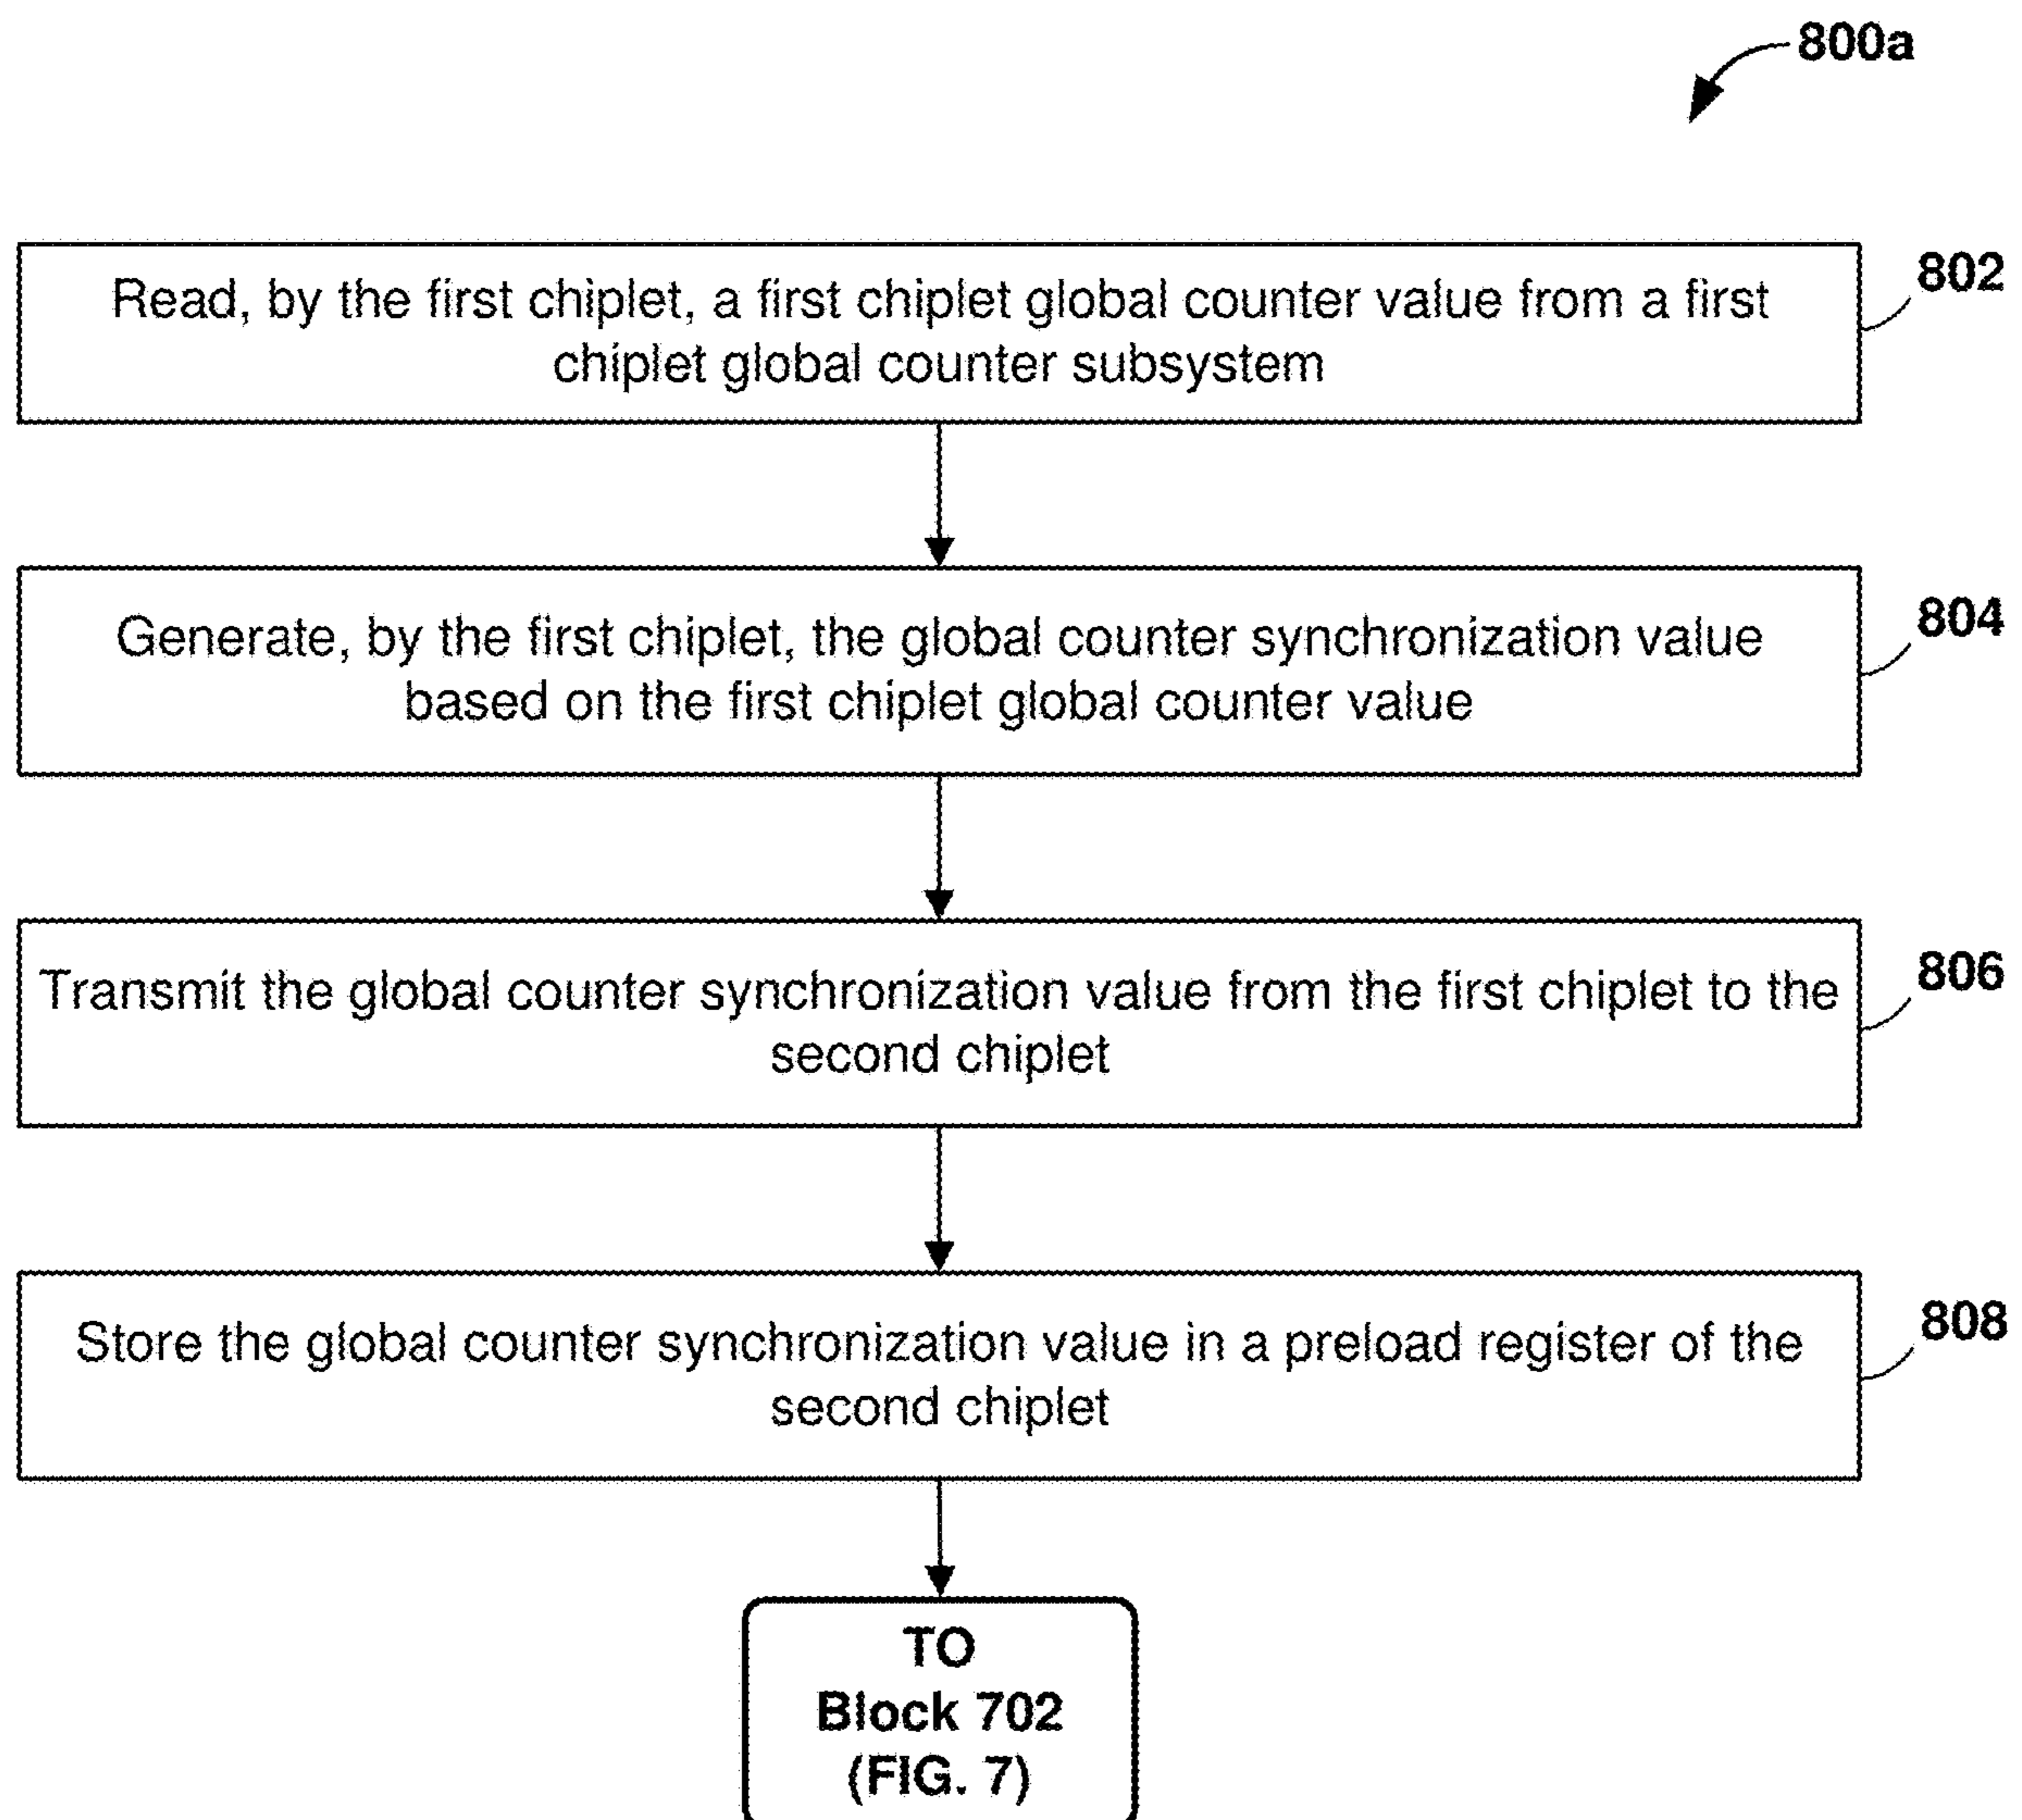 800a
Read, by the first chiplet, a first chiplet global counter value from a first
chiplet global counter subsystem
802
Generate, by the first chiplet, the global counter synchronization value
based on the first chiplet global counter value
804
Transmit the global counter synchronization value from the first chiplet to the
second chiplet
806
Store the global counter synchronization value in a preload register of the
second chiplet
808
TO
Block 702
(FIG. 7)